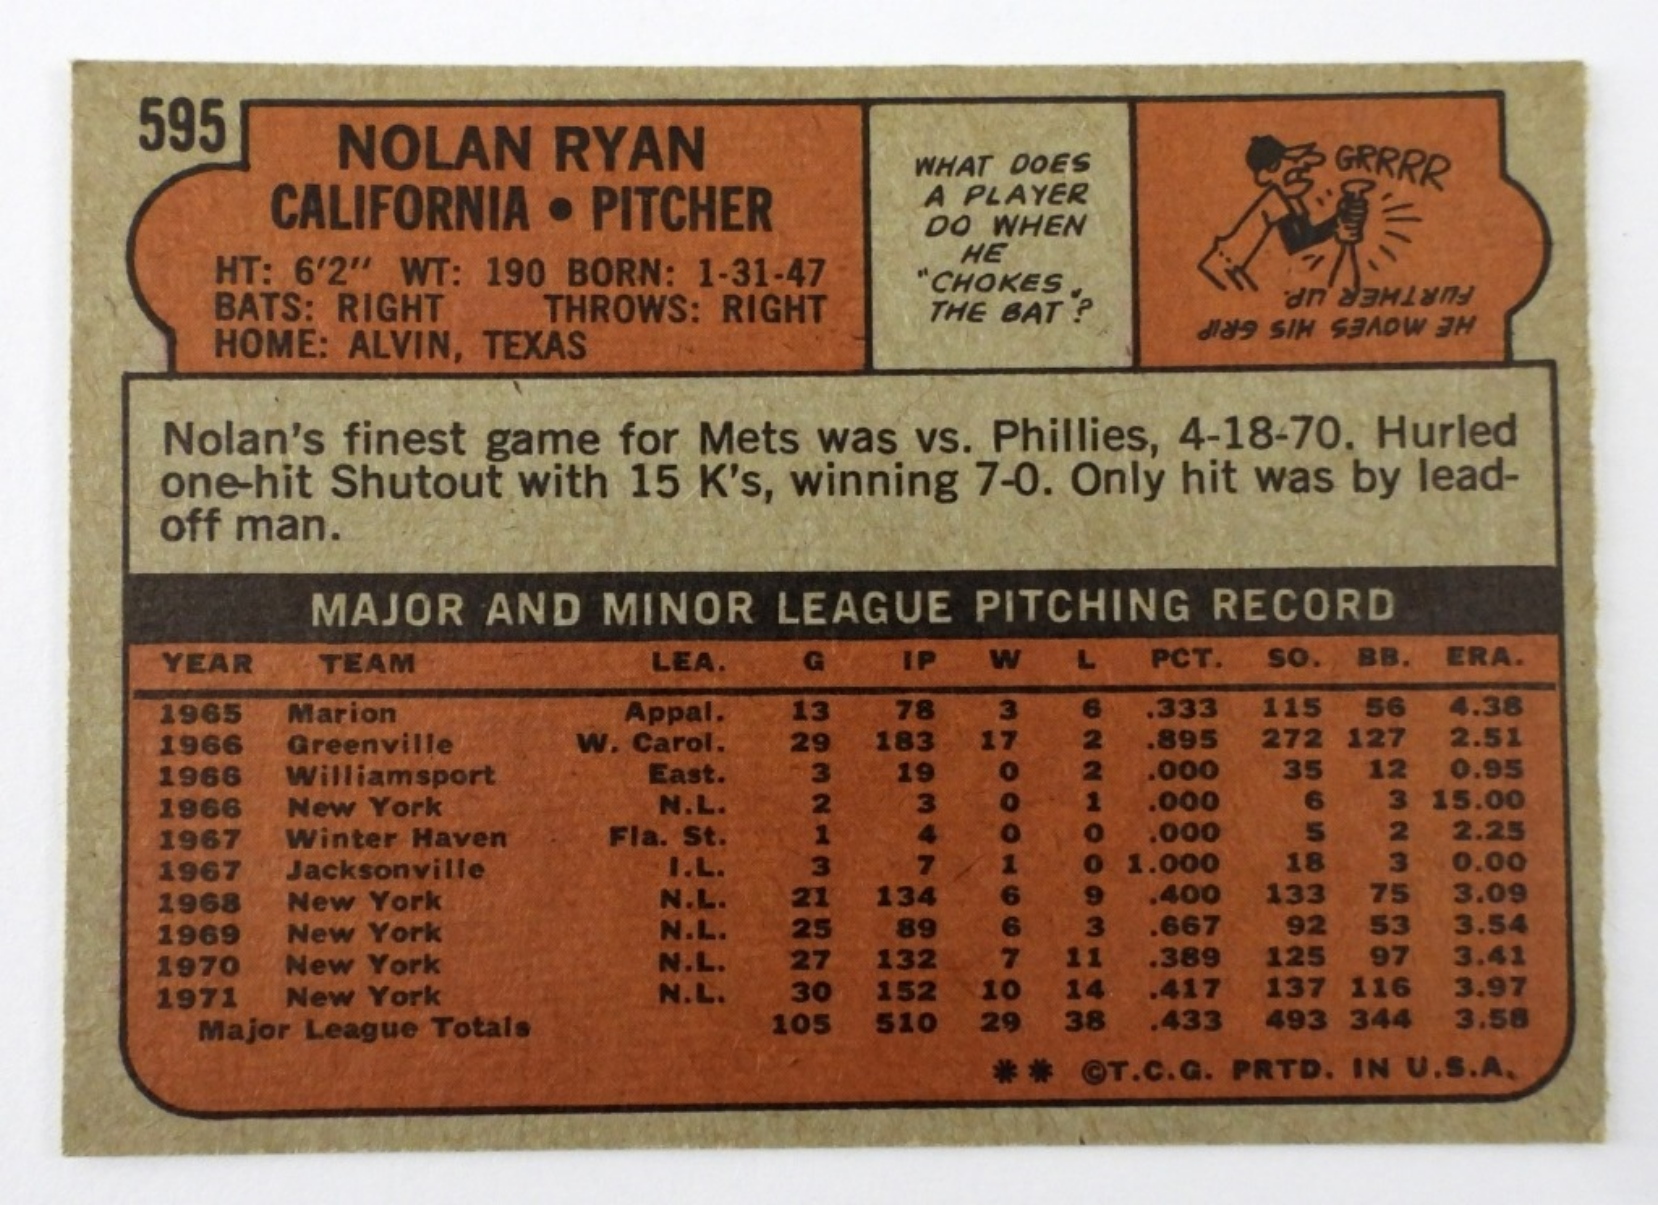 595
NOLAN RYAN
CALIFORNIA • PITCHER
HT: 6'2" WT: 190 BORN: 1-31-47
BATS: RIGHT THROWS: RIGHT
HOME: ALVIN, TEXAS
WHAT DOES
A PLAYER
DO WHEN
HE
"CHOKES
THE BAT"?
GRRRR
HE MOVES HIS GRIP
FURTHER UP.
Nolan's finest game for Mets was vs. Phillies, 4-18-70. Hurled
one-hit Shutout with 15 K's, winning 7-0. Only hit was by lead-
off man.
MAJOR AND MINOR LEAGUE PITCHING RECORD
YEAR TEAM LEA. G IP W L PCT. SO. BB. ERA.
1965 Marion Appal. 13 78 3 6 .333 115 56 4.38
1966 Greenville W. Carol. 29 183 17 2 .895 272 127 2.51
1966 Williamsport East. 3 19 0 2 .000 35 12 0.95
1966 New York N.L. 2 3 0 1 .000 6 3 15.00
1967 Winter Haven Fla. St. 1 4 0 0 .000 5 2 2.25
1967 Jacksonville I.L. 3 7 1 0 1.000 18 3 0.00
1968 New York N.L. 21 134 6 9 .400 133 75 3.09
1969 New York N.L. 25 89 6 3 .667 92 53 3.54
1970 New York N.L. 27 132 7 11 .389 125 97 3.41
1971 New York N.L. 30 152 10 14 .417 137 116 3.97
Major League Totals 105 510 29 38 .433 493 344 3.58
** ©T.C.G. PRTD. IN U.S.A.